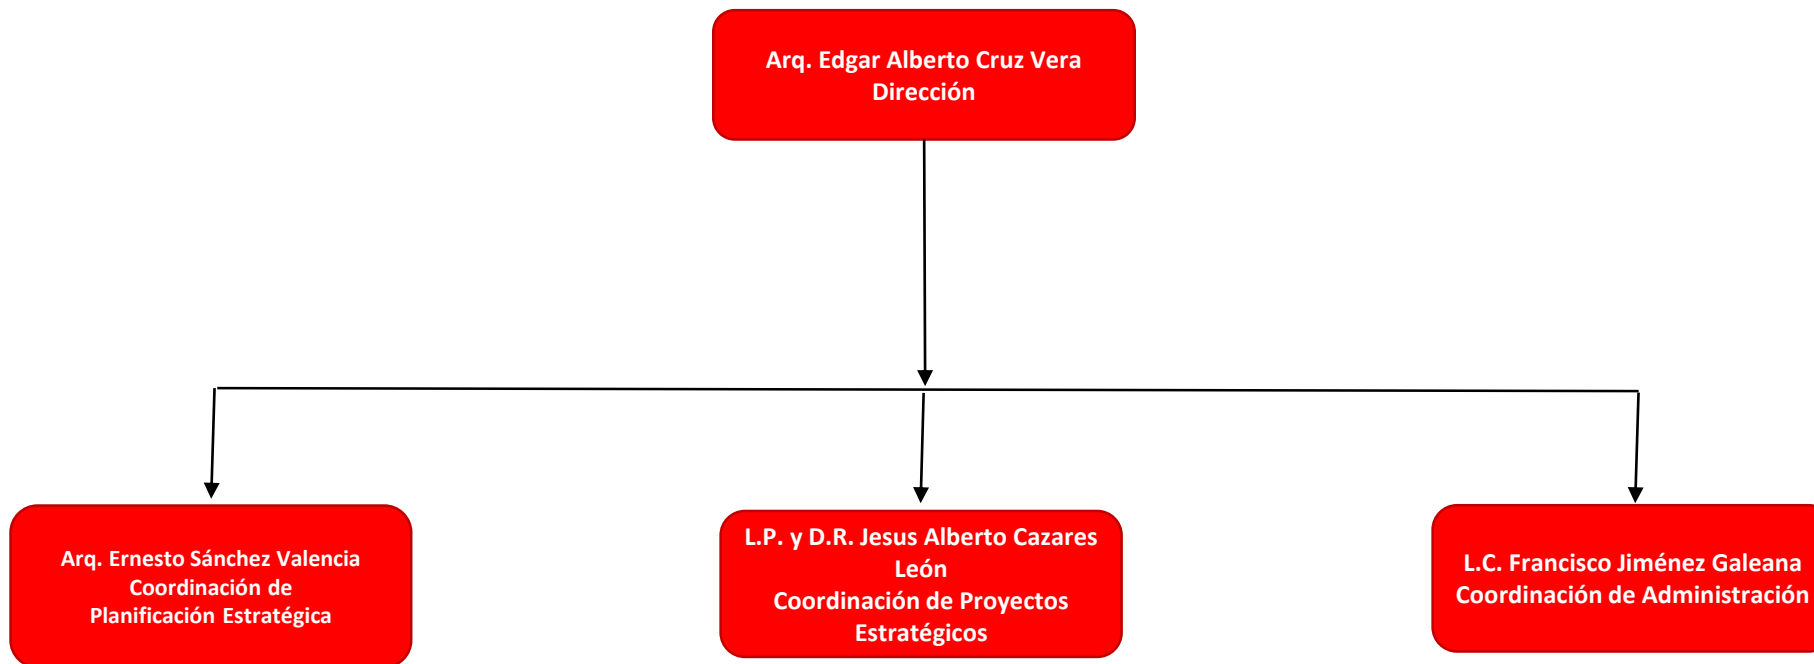 Arq. Edgar Alberto Cruz Vera
Dirección
Arq. Ernesto Sánchez Valencia
Coordinación de
Planificación Estratégica
L.P. y D.R. Jesus Alberto Cazares
León
Coordinación de Proyectos
Estratégicos
L.C. Francisco Jiménez Galeana
Coordinación de Administración